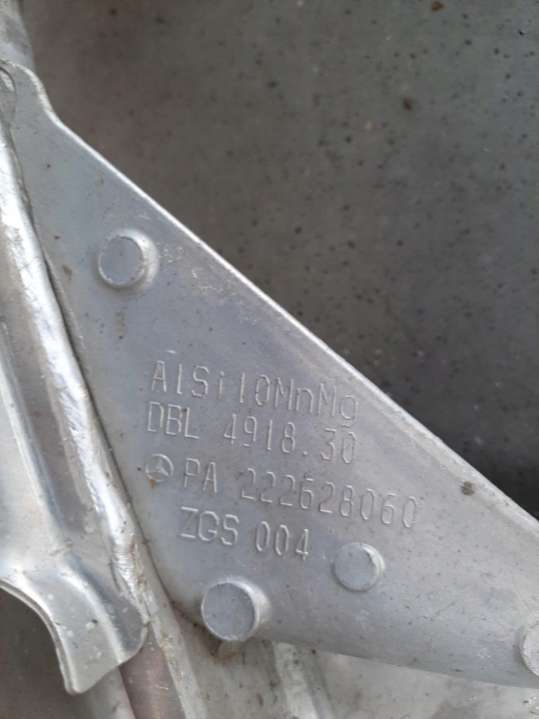 AlSi10MnMg
DBL 4918.30
PA 222628060
ZGS 004